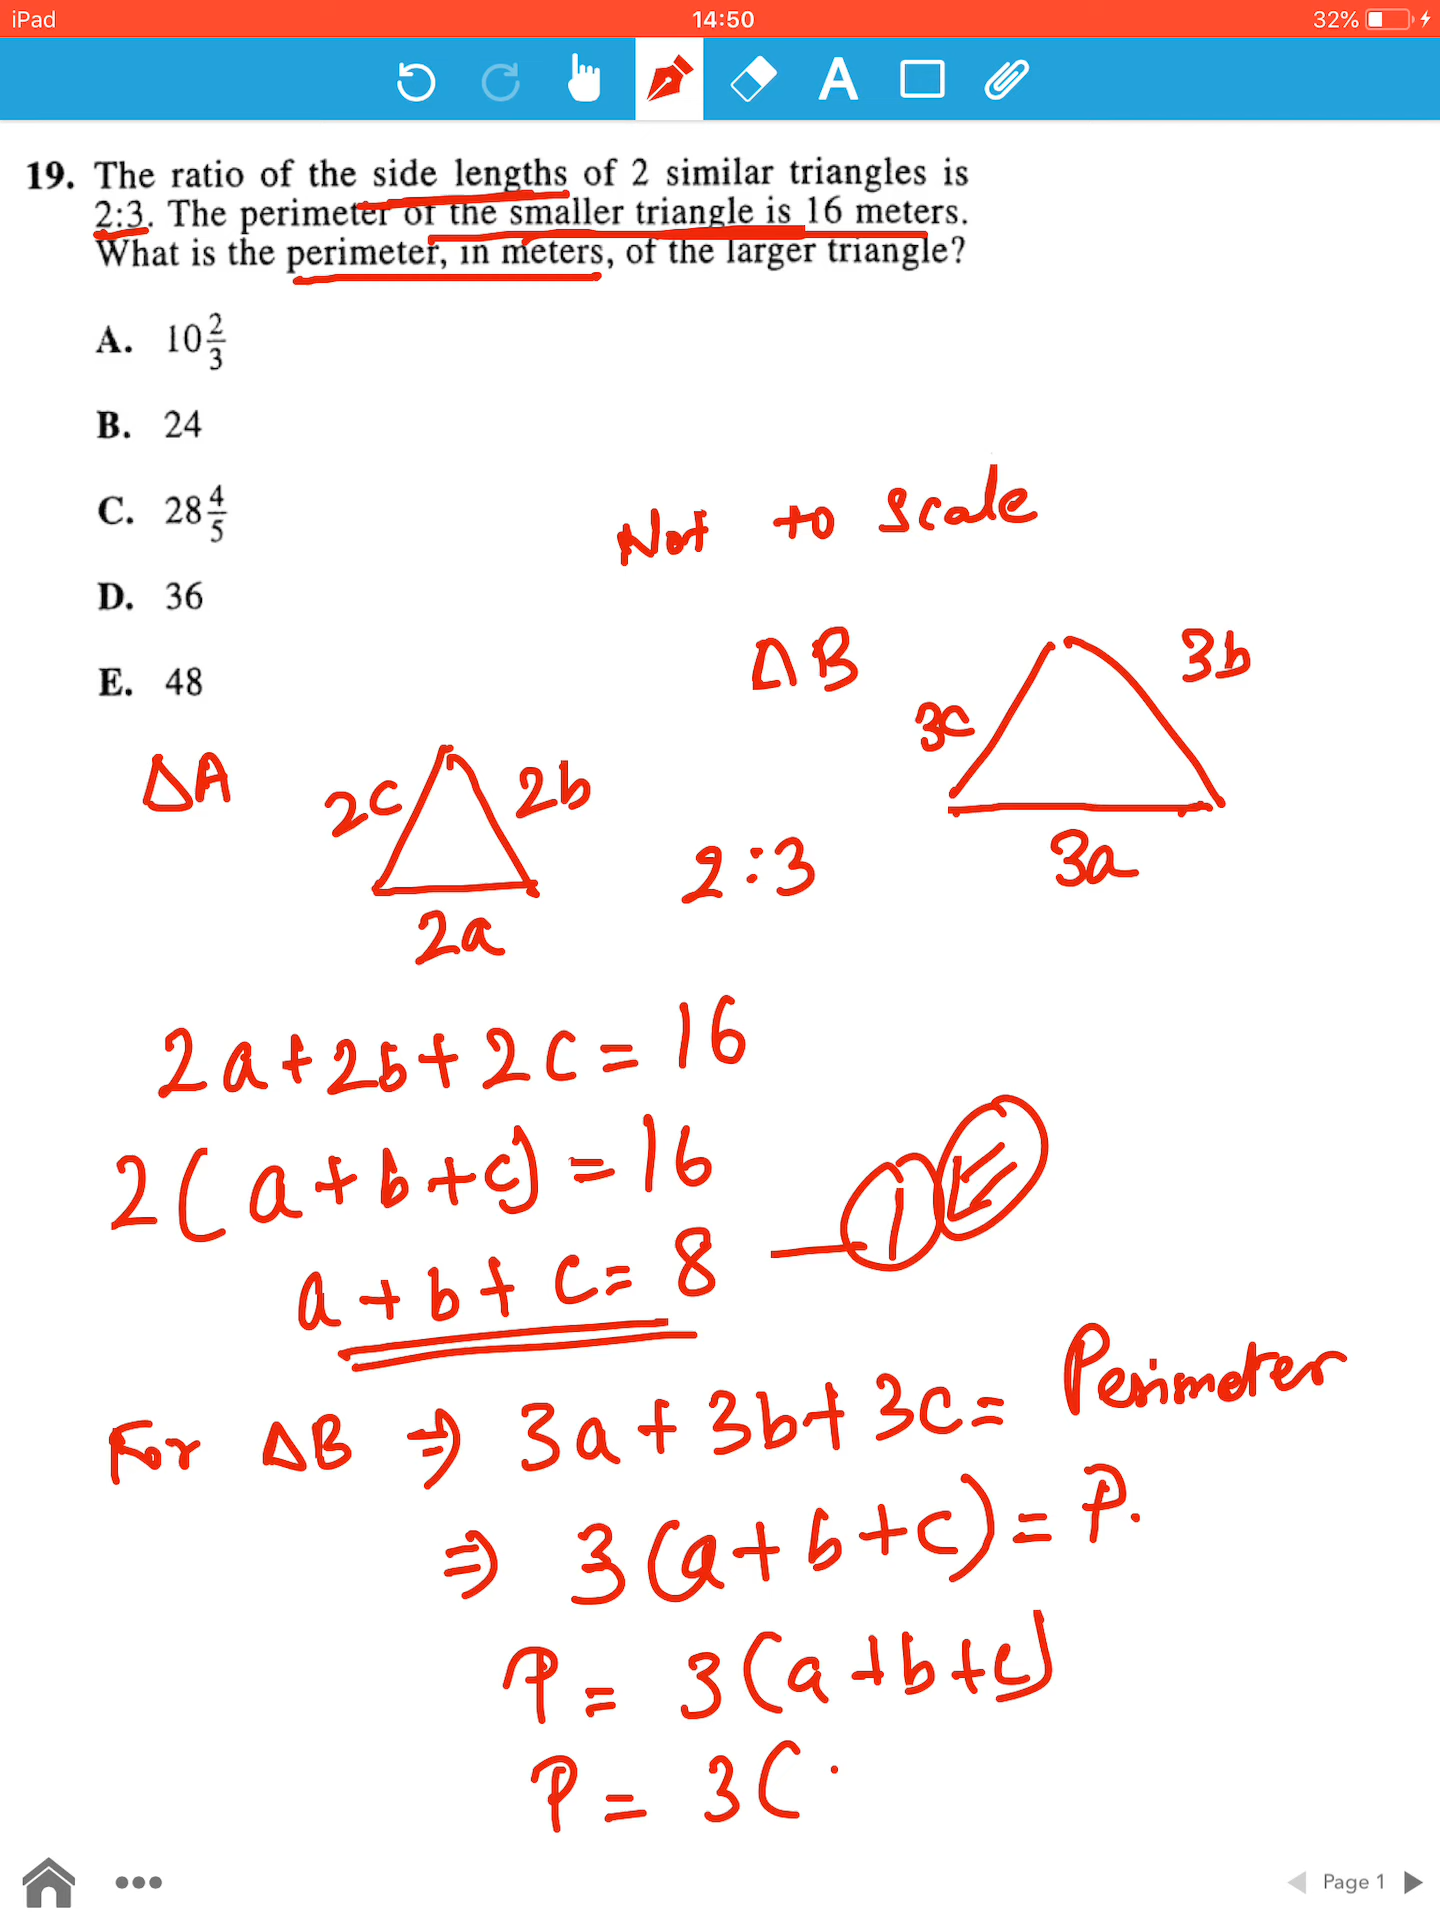 iPad
14:50
32%
A
19. The ratio of the side lengths of 2 similar triangles is
2:3. The perimeter of the smaller triangle is 16 meters.
What is the perimeter, in meters, of the larger triangle?
A. 10 2/3
B. 24
C. 28 4/5
D. 36
E. 48
Not to Scale
ΔB
3b
3c
3a
ΔA
2c
2b
2:3
2a
2a+2b+2c=16
2(a+b+c)=16
a+b+c=8 — 1
For ΔB ⇒ 3a+3b+3c= Perimeter
⇒ 3(a+b+c)=P.
P = 3(a+b+c)
P = 3(
Page 1